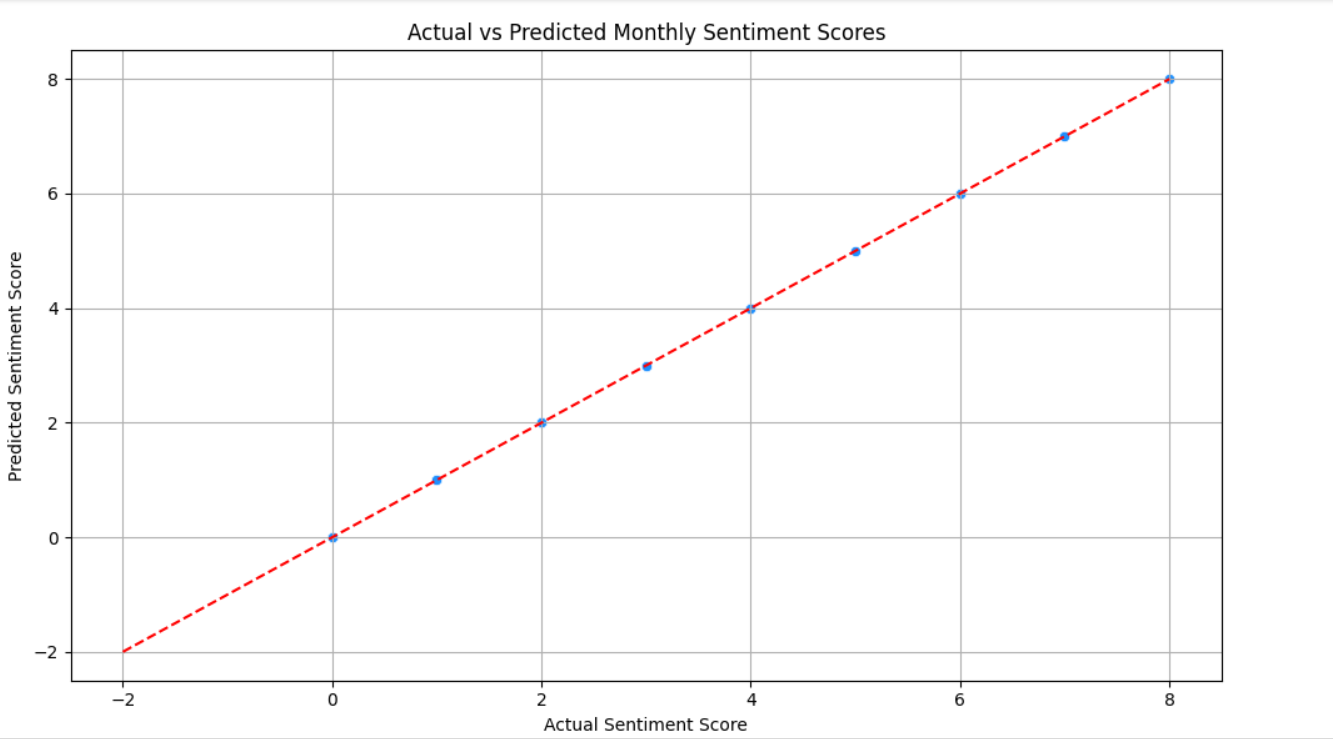 Actual vs Predicted Monthly Sentiment Scores
8
6
4
2
0
−2
Predicted Sentiment Score
−2 0 2 4 6 8
Actual Sentiment Score